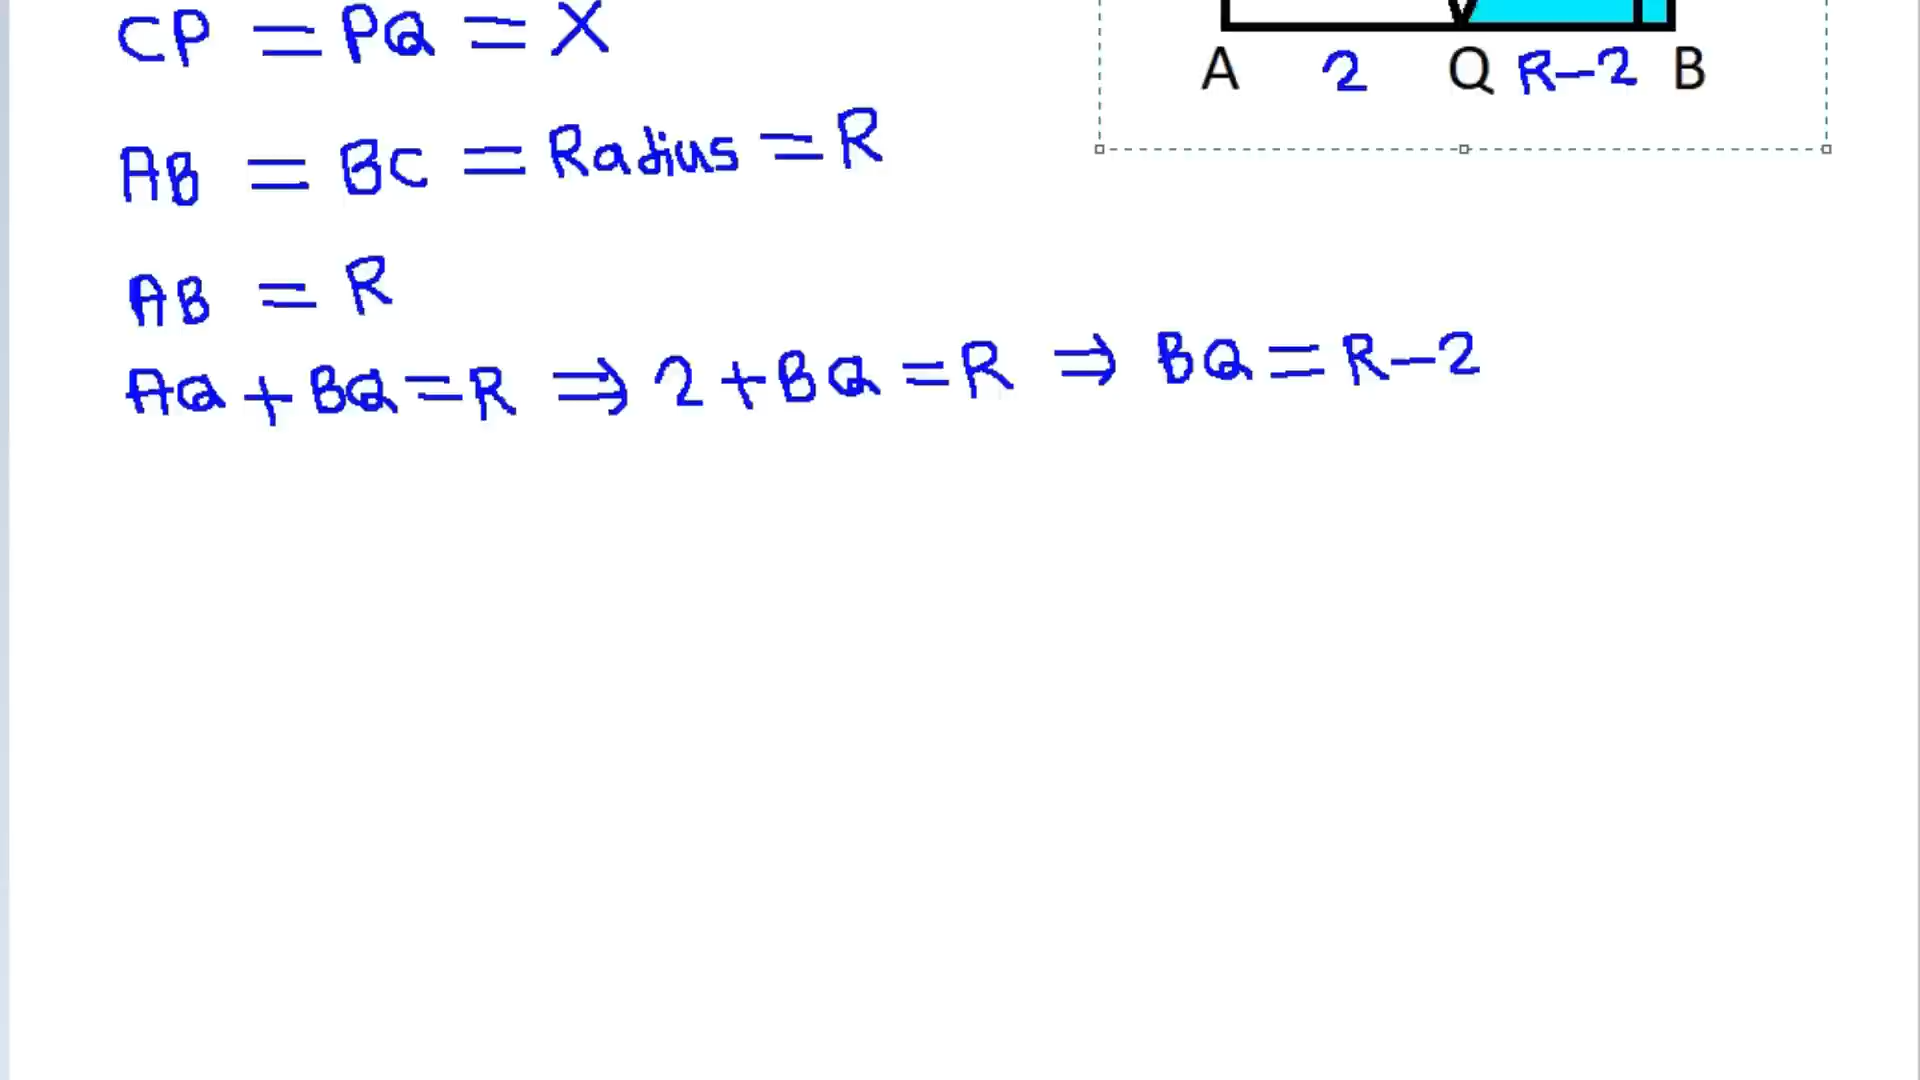 CP = PQ = X
A 2 Q R-2 B
AB = BC = Radius = R
AB = R
AQ + BQ = R ⇒ 2 + BQ = R ⇒ BQ = R-2